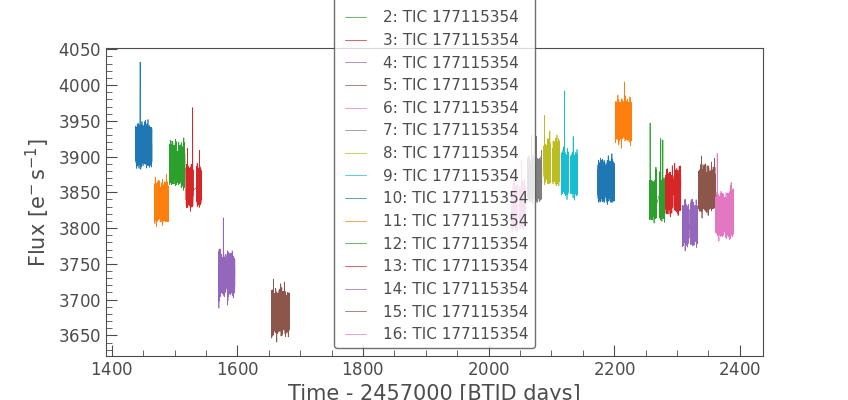 2: TIC 177115354
3: TIC 177115354
4: TIC 177115354
5: TIC 177115354
6: TIC 177115354
7: TIC 177115354
8: TIC 177115354
9: TIC 177115354
10: TIC 177115354
11: TIC 177115354
12: TIC 177115354
13: TIC 177115354
14: TIC 177115354
15: TIC 177115354
16: TIC 177115354
4050
4000
3950
3900
3850
3800
3750
3700
3650
Flux [e⁻ s⁻¹]
1400 1600 1800 2000 2200 2400
Time - 2457000 [BTJD days]